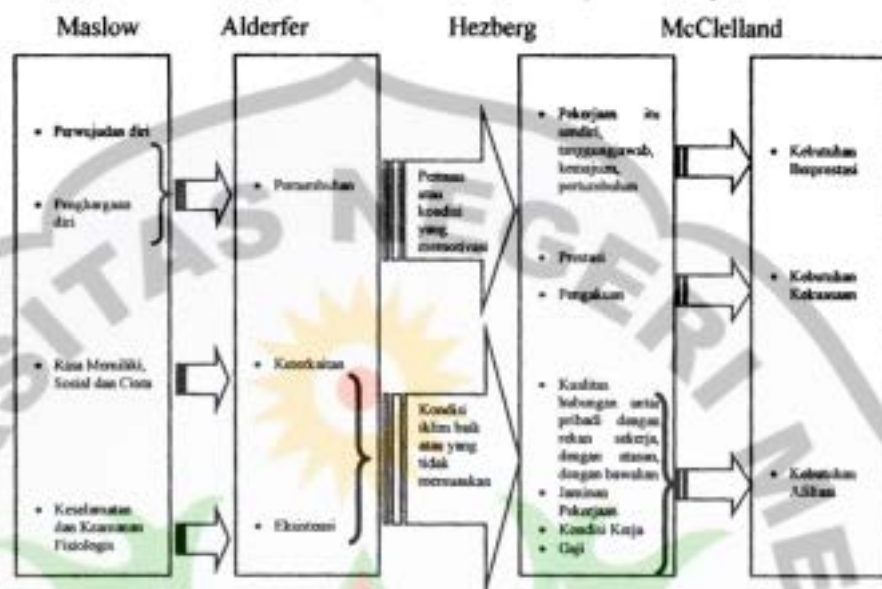 Maslow Alderfer Hezberg McClelland
• Perwujudan diri
• Penghargaan
diri
• Rasa Memiliki,
Sosial dan Cinta
• Keselamatan
dan Keamanan
Fisiologis
• Pertumbuhan
• Keterkaitan
• Eksistensi
atau
kondisi
yang
memotivasi
Kondisi
iklim baik
atau yang
tidak
memuaskan
• Pekerjaan itu
sendiri,
tanggungjawab,
kemajuan,
pertumbuhan
• Prestasi
• Pengakuan
• Kualitas
hubungan antar
pribadi dengan
rekan sekerja,
dengan atasan,
dengan bawahan
• Jaminan
Pekerjaan
• Kondisi Kerja
• Gaji
• Kebutuhan
Berprestasi
• Kebutuhan
Kekuasaan
• Kebutuhan
Afiliasi
SITAS NEGERI ME